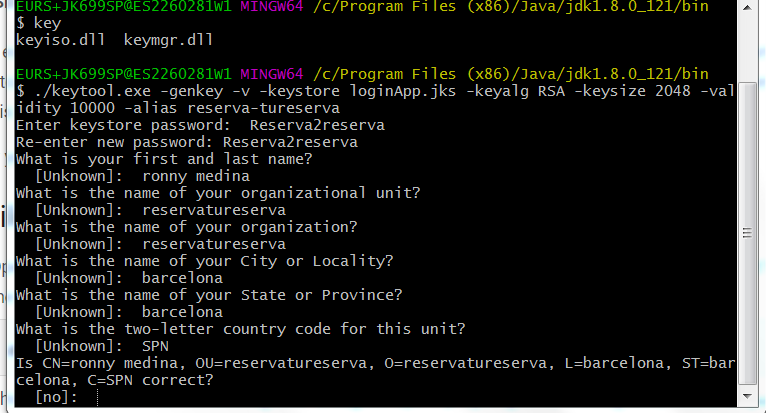 EURS+JK699SP@ES2260281W1 MINGW64 /c/Program Files (x86)/Java/jdk1.8.0_121/bin
$ key
keyiso.dll  keymgr.dll
EURS+JK699SP@ES2260281W1 MINGW64 /c/Program Files (x86)/Java/jdk1.8.0_121/bin
$ ./keytool.exe -genkey -v -keystore loginApp.jks -keyalg RSA -keysize 2048 -val
idity 10000 -alias reserva-tureserva
Enter keystore password:  Reserva2reserva
Re-enter new password: Reserva2reserva
What is your first and last name?
  [Unknown]:  ronny medina
What is the name of your organizational unit?
  [Unknown]:  reservatureserva
What is the name of your organization?
  [Unknown]:  reservatureserva
What is the name of your City or Locality?
  [Unknown]:  barcelona
What is the name of your State or Province?
  [Unknown]:  barcelona
What is the two-letter country code for this unit?
  [Unknown]:  SPN
Is CN=ronny medina, OU=reservatureserva, O=reservatureserva, L=barcelona, ST=bar
celona, C=SPN correct?
  [no]: